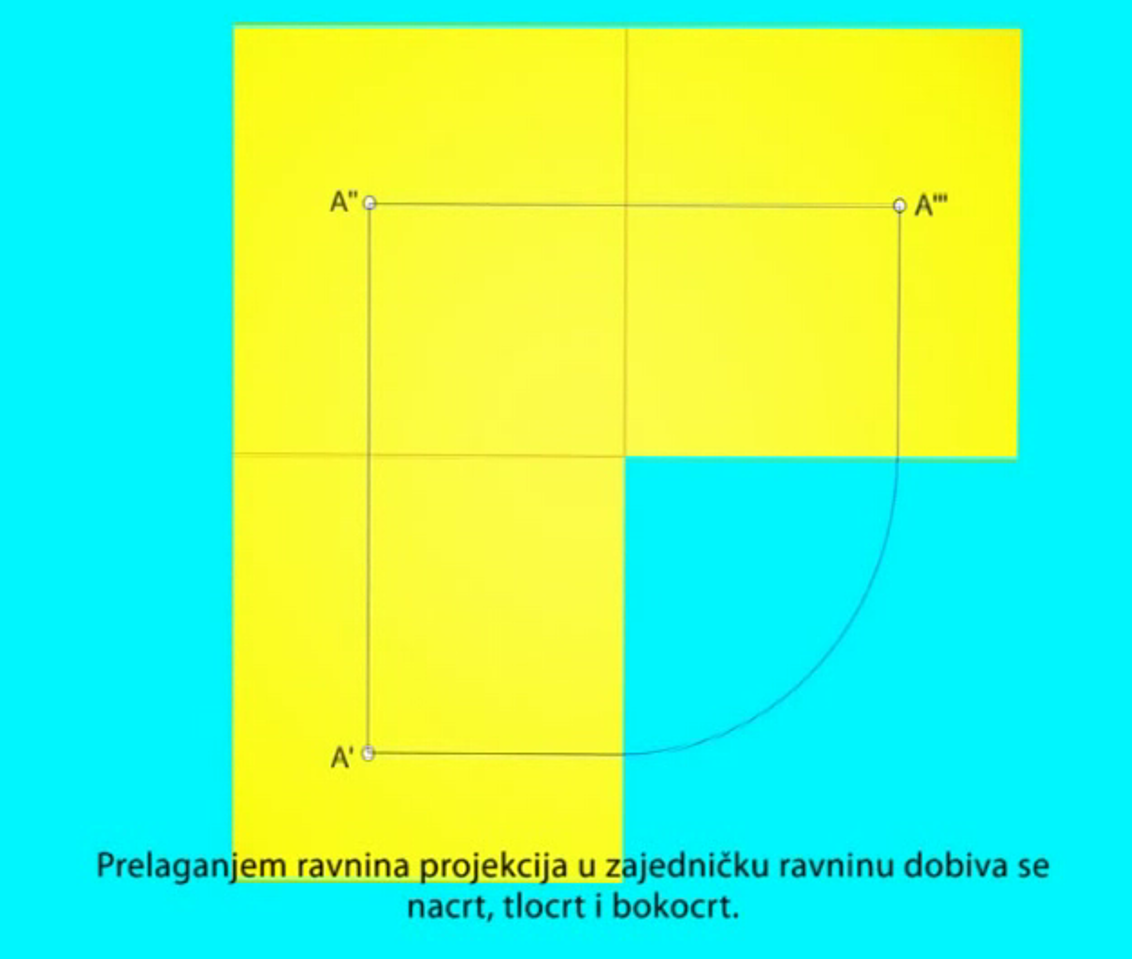 A"
A'"
A'
Prelaganjem ravnina projekcija u zajedničku ravninu dobiva se
nacrt, tlocrt i bokocrt.